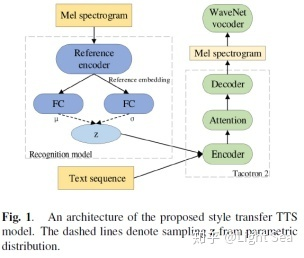 Mel spectrogram
Reference
encoder
Reference embedding
FC
FC
μ
σ
z
Recognition model
Text sequence
WaveNet
vocoder
Mel spectrogram
Decoder
Attention
Encoder
Tacotron 2
Fig. 1. An architecture of the proposed style transfer TTS
model. The dashed lines denote sampling z from parametric
distribution.
知乎 @Light Sea